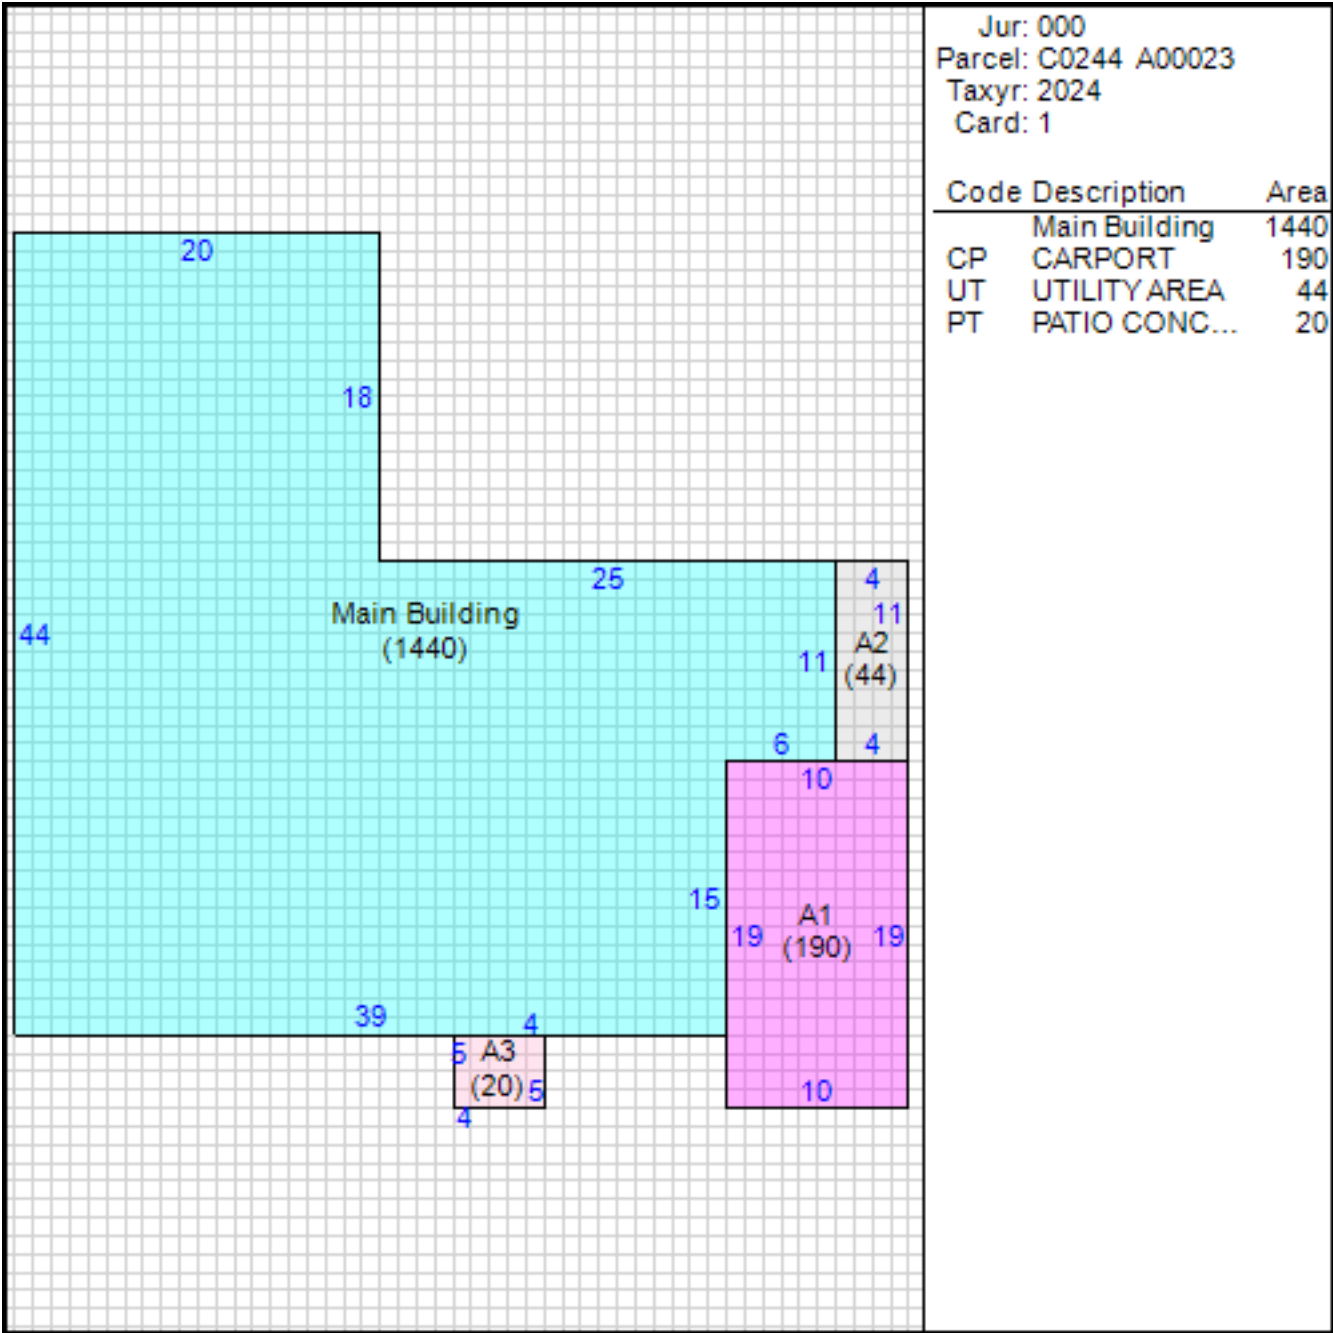 Jur: 000
Parcel: C0244 A00023
Taxyr: 2024
Card: 1
Code Description Area
Main Building 1440
CP CARPORT 190
UT UTILITY AREA 44
PT PATIO CONC... 20
20
18
25
4
11
Main Building
(1440)
44
11
A2
(44)
6
4
10
15
19
A1
(190)
19
39
4
5
A3
(20)
5
4
10